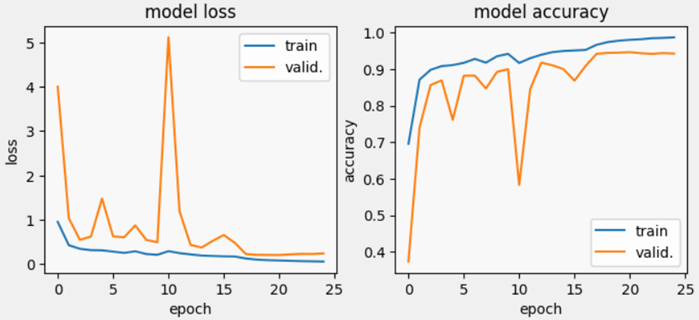 model loss
5
4
3
2
1
0
loss
train
valid.
0 5 10 15 20 25
epoch
model accuracy
1.0
0.9
0.8
0.7
0.6
0.5
0.4
accuracy
train
valid.
0 5 10 15 20 25
epoch